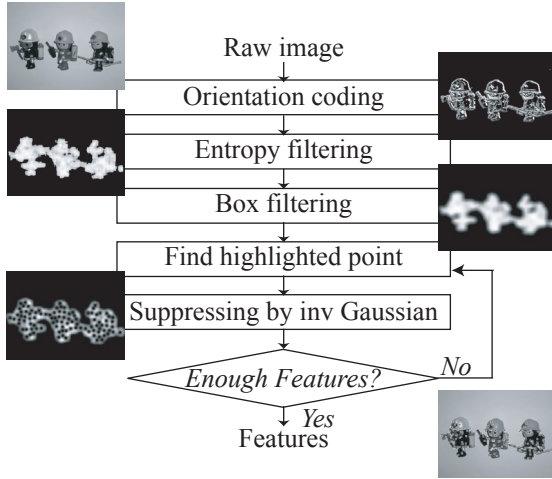 Raw image
Orientation coding
Entropy filtering
Box filtering
Find highlighted point
Suppressing by inv Gaussian
Enough Features?
No
Yes
Features